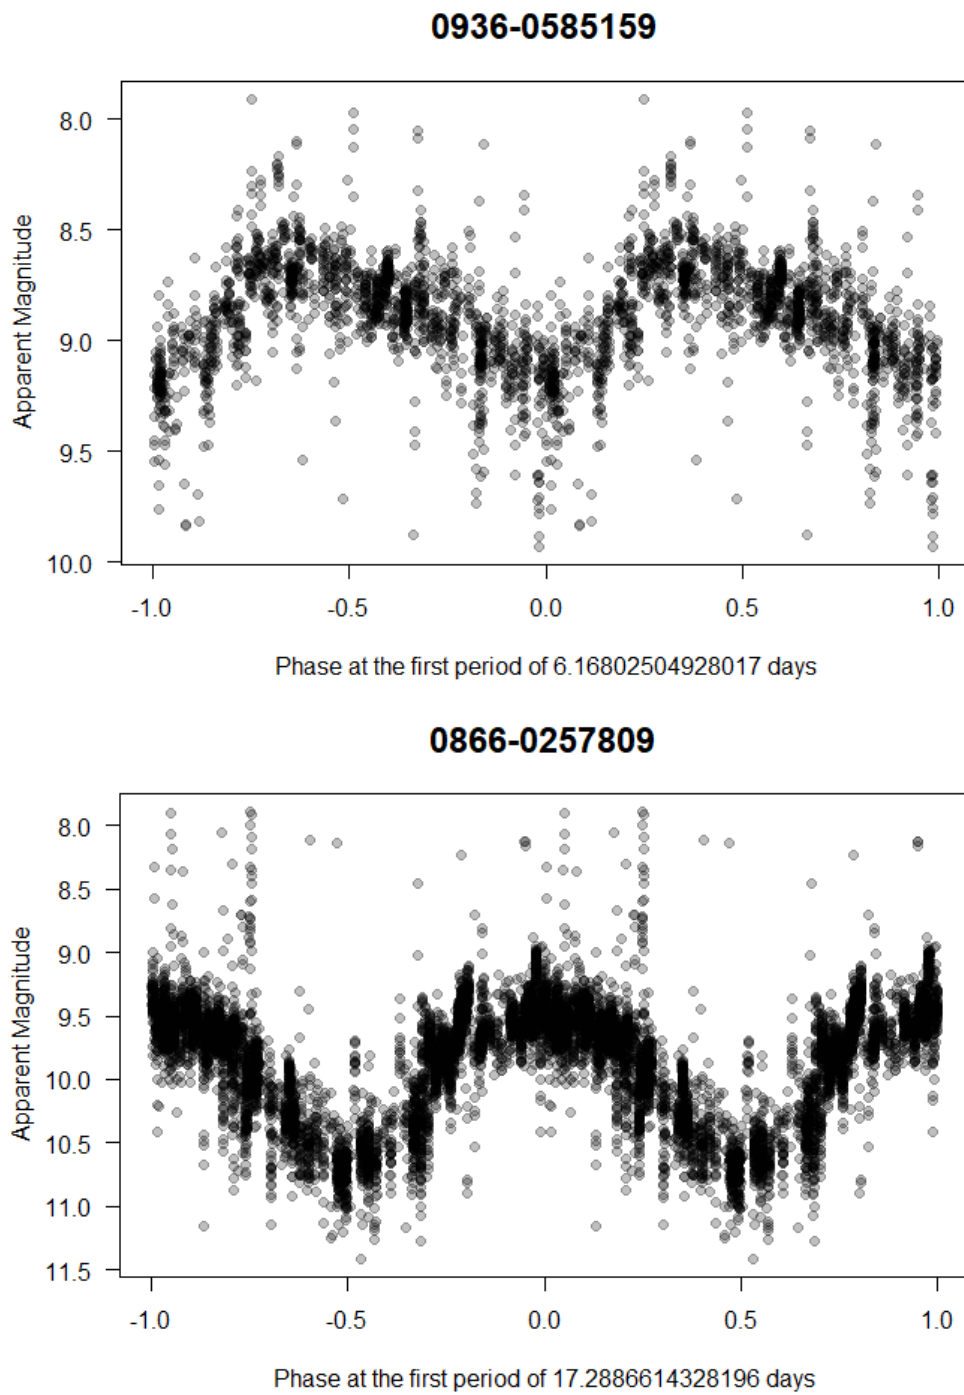 0936-0585159
8.0
8.5
9.0
9.5
10.0
Apparent Magnitude
-1.0 -0.5 0.0 0.5 1.0
Phase at the first period of 6.16802504928017 days
0866-0257809
8.0
8.5
9.0
9.5
10.0
10.5
11.0
11.5
Apparent Magnitude
-1.0 -0.5 0.0 0.5 1.0
Phase at the first period of 17.2886614328196 days